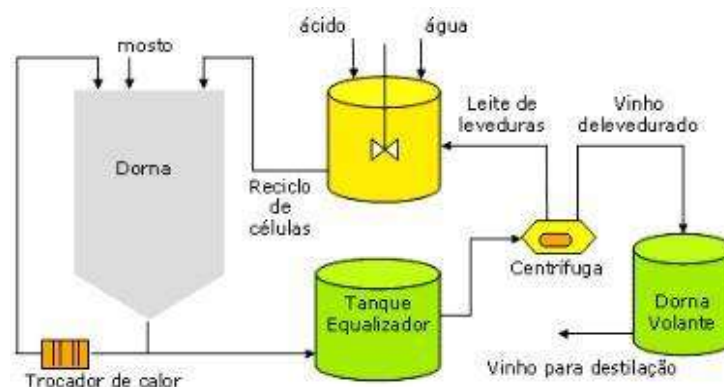 ácido
água
mosto
Leite de
leveduras
Vinho
delevedurado
Dorna
Reciclo
de
células
Centrífuga
Tanque
Equalizador
Dorna
Volante
Vinho para destilação
Trocador de calor